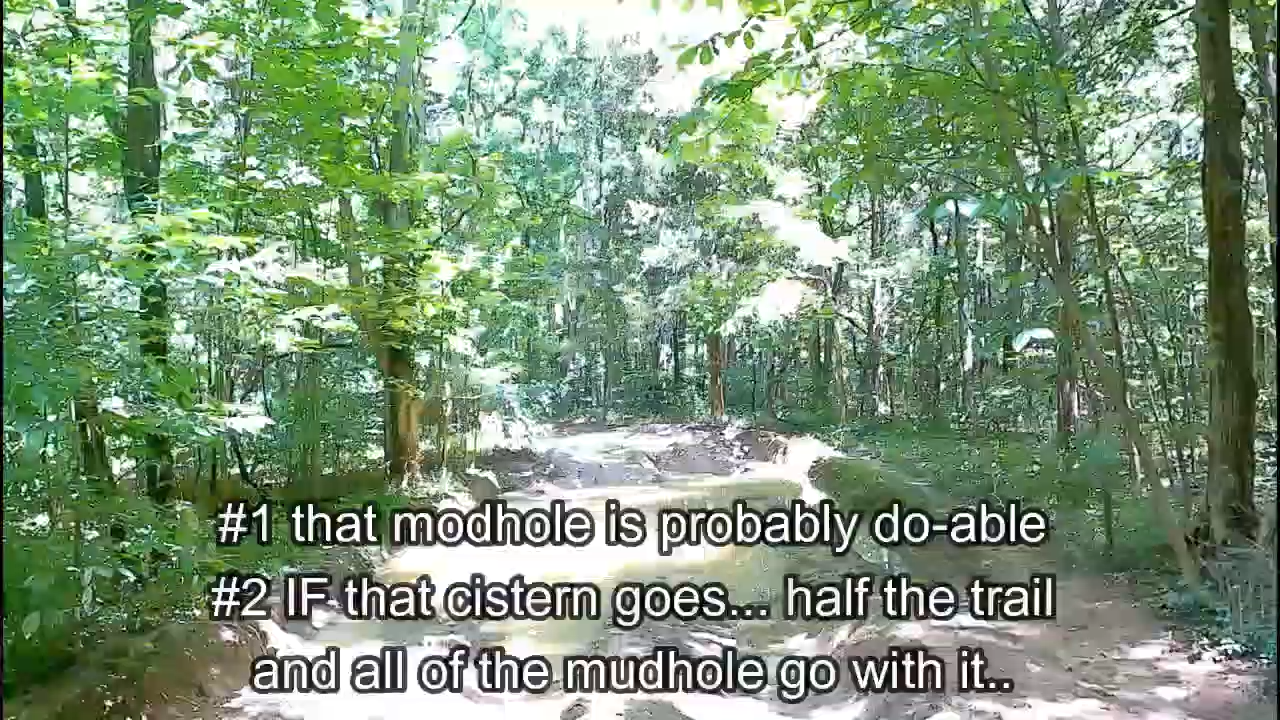 #1 that modhole is probably do-able
#2 IF that cistern goes... half the trail
and all of the mudhole go with it..